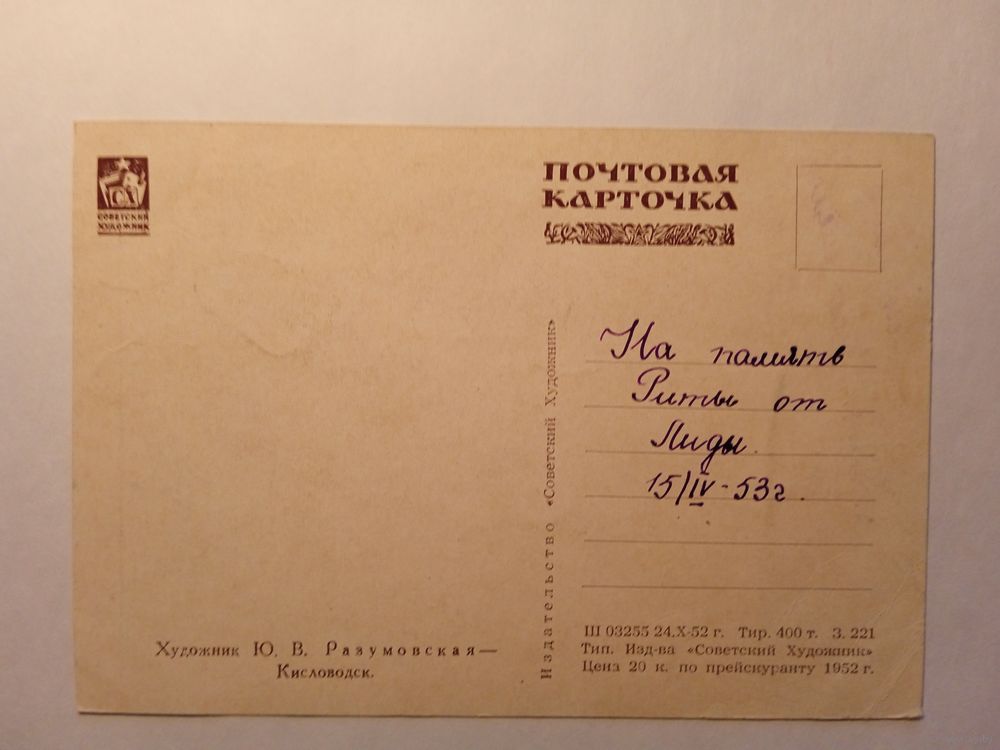 СА
СОВЕТСКИЙ
ХУДОЖНИК
ПОЧТОВАЯ
КАРТОЧКА
Издательство «Советский Художник»
На память
Риты от
Лиды.
15/IV-53г.
Художник Ю. В. Разумовская—
Кисловодск.
Ш 03255 24.X-52 г. Тир. 400 т. З. 221
Тип. Изд-ва «Советский Художник»
Цена 20 к. по прейскуранту 1952 г.